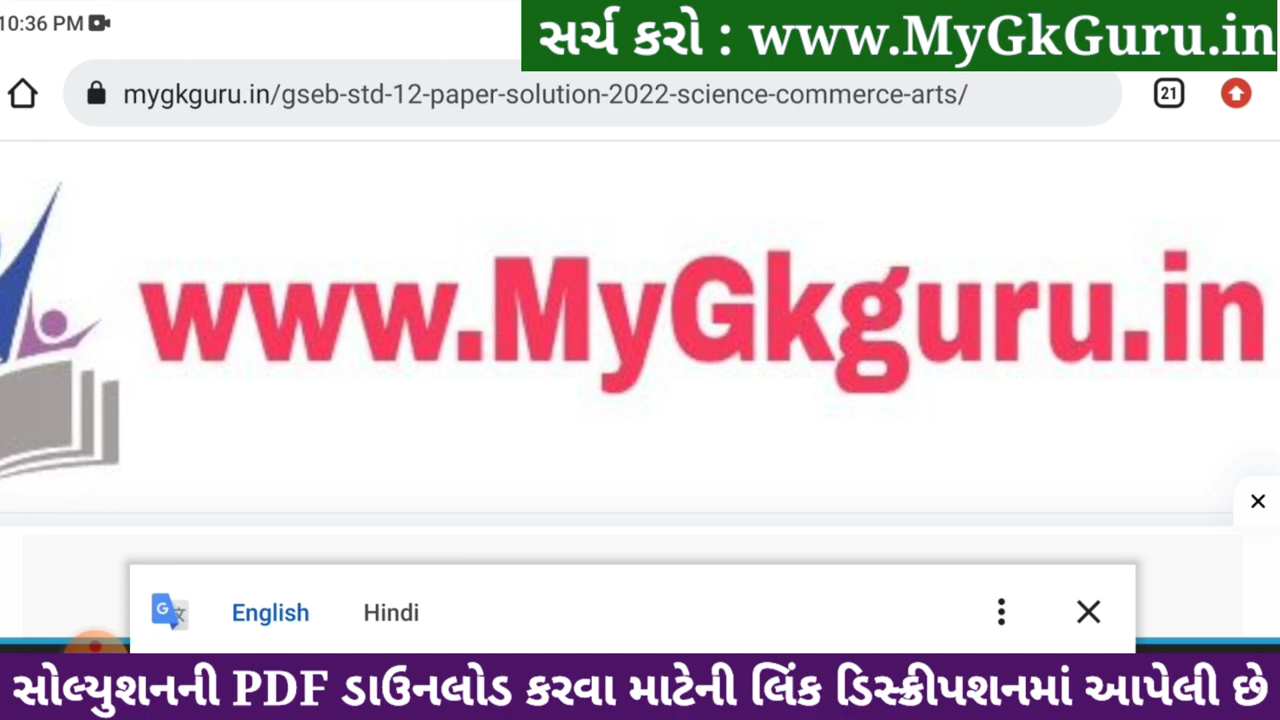 10:36 PM
સર્ચ કરો : www.MyGkGuru.in
mygkguru.in/gseb-std-12-paper-solution-2022-science-commerce-arts/
21
www.MyGkguru.in
English Hindi
સોલ્યુશનની PDF ડાઉનલોડ કરવા માટેની લિંક ડિસ્ક્રીપશનમાં આપેલી છે